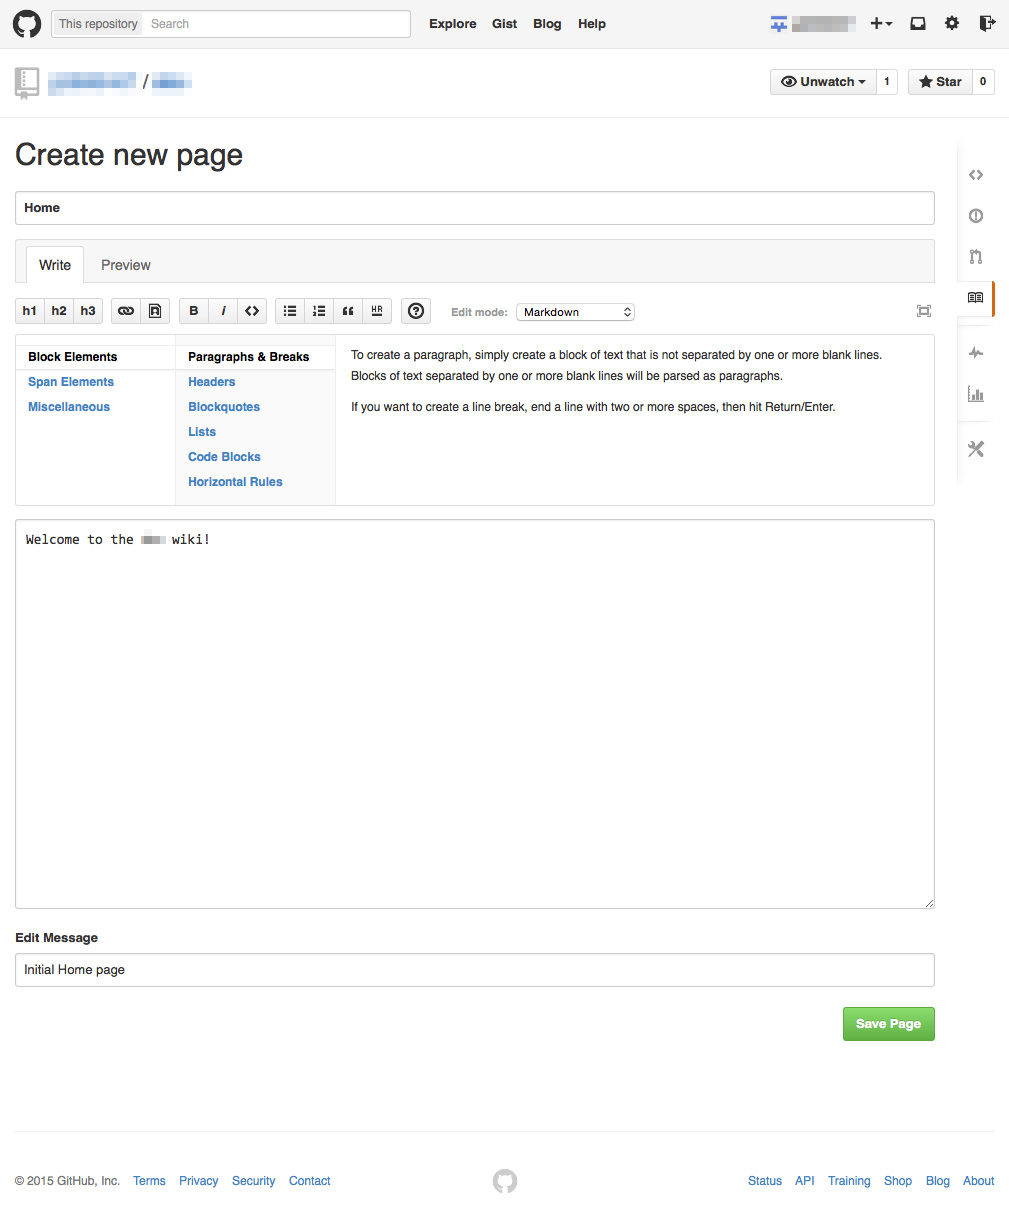 This repository Search Explore Gist Blog Help
/ Unwatch 1 Star 0
Create new page
Home
Write Preview
h1 h2 h3 B i <> “ HR ? Edit mode: Markdown
Block Elements
Span Elements
Miscellaneous
Paragraphs & Breaks
Headers
Blockquotes
Lists
Code Blocks
Horizontal Rules
To create a paragraph, simply create a block of text that is not separated by one or more blank lines.
Blocks of text separated by one or more blank lines will be parsed as paragraphs.
If you want to create a line break, end a line with two or more spaces, then hit Return/Enter.
Welcome to the wiki!
Edit Message
Initial Home page
Save Page
© 2015 GitHub, Inc. Terms Privacy Security Contact Status API Training Shop Blog About